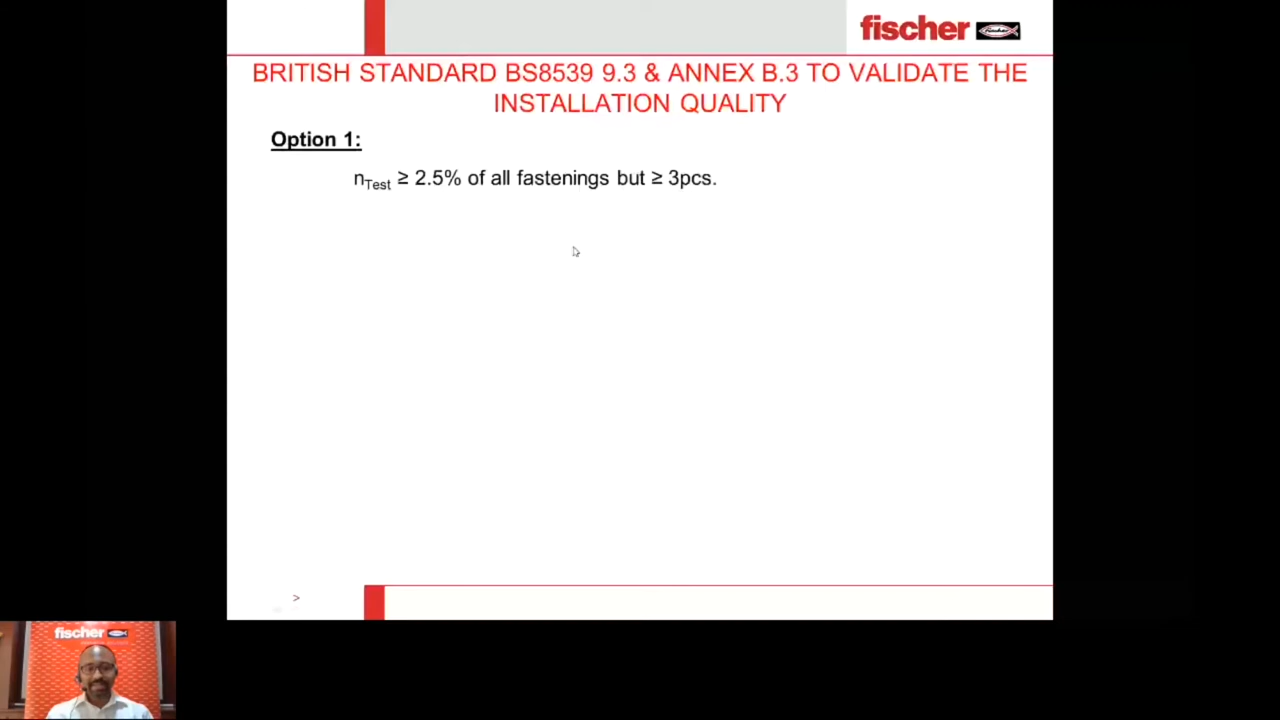 fischer
BRITISH STANDARD BS8539 9.3 & ANNEX B.3 TO VALIDATE THE
INSTALLATION QUALITY
Option 1:
nTest ≥ 2.5% of all fastenings but ≥ 3pcs.
>
fischer